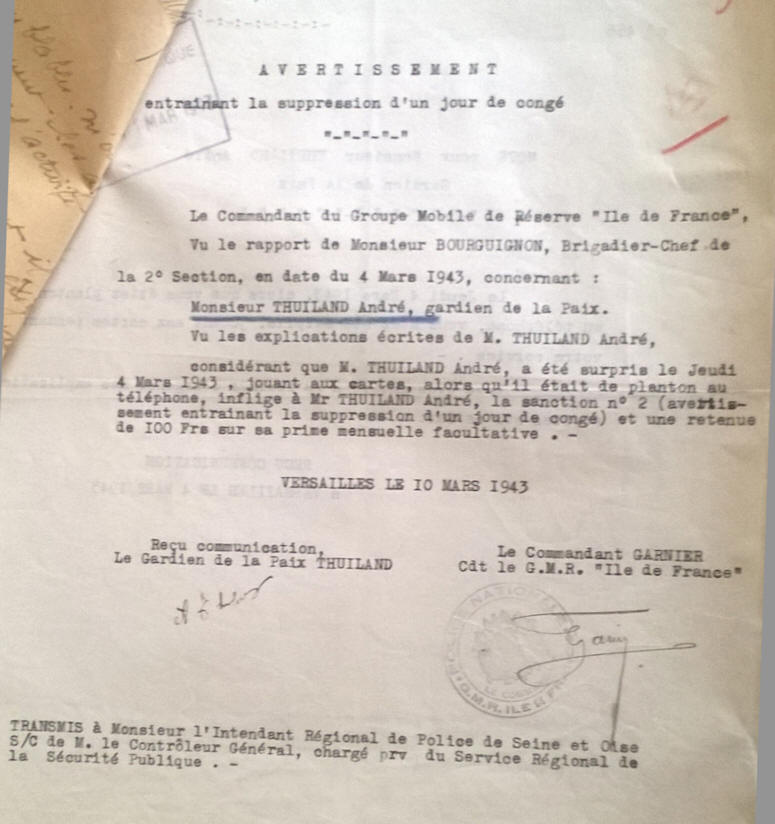 AVERTISSEMENT
entrainant la suppression d'un jour de congé
"-"-"-"-"
Le Commandant du Groupe Mobile de Réserve "Ile de France",
Vu le rapport de Monsieur BOURGUIGNON, Brigadier-Chef de
la 2° Section, en date du 4 Mars I943, concernant :
Monsieur THUILAND André, gardien de la Paix.
Vu les explications écrites de M. THUILAND André,
considérant que M. THUILAND André, a été surpris le Jeudi
4 Mars I943 , jouant aux cartes, alors qu'il était de planton au
téléphone, inflige à Mr THUILAND André, la sanction n° 2 (avertis-
sement entrainant la suppression d'un jour de congé) et une retenue
de I00 Frs sur sa prime mensuelle facultative . -
VERSAILLES LE I0 MARS I943
Reçu communication,
Le Gardien de la Paix THUILAND
Le Commandant GARNIER
Cdt le G.M.R. "Ile de France"
TRANSMIS à Monsieur l'Intendant Régional de Police de Seine et Oise
S/C de M. le Contrôleur Général, chargé prv du Service Régional de
la Sécurité Publique . -